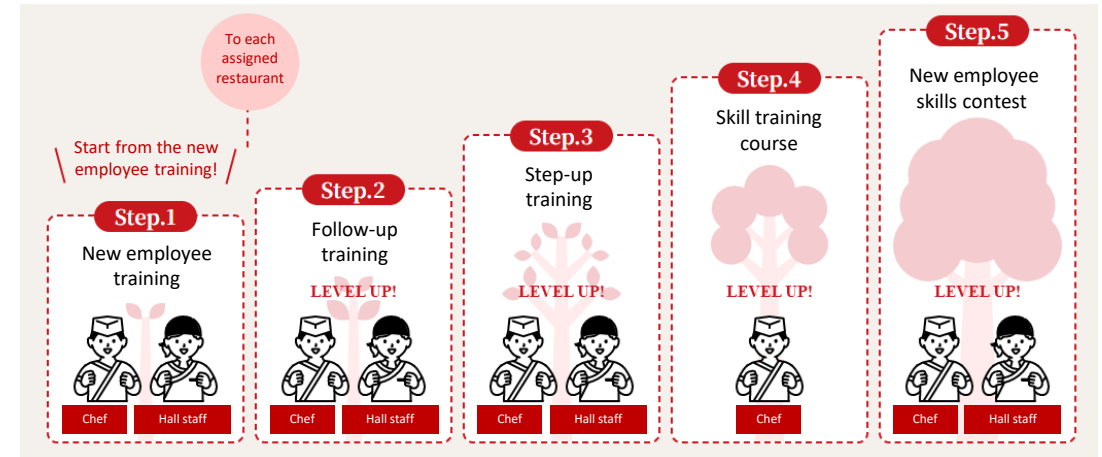 To each
assigned
restaurant
Start from the new
employee training!
Step.1
New employee
training
Chef
Hall staff
Step.2
Follow-up
training
LEVEL UP!
Chef
Hall staff
Step.3
Step-up
training
LEVEL UP!
Chef
Hall staff
Step.4
Skill training
course
LEVEL UP!
Chef
Step.5
New employee
skills contest
LEVEL UP!
Chef
Hall staff